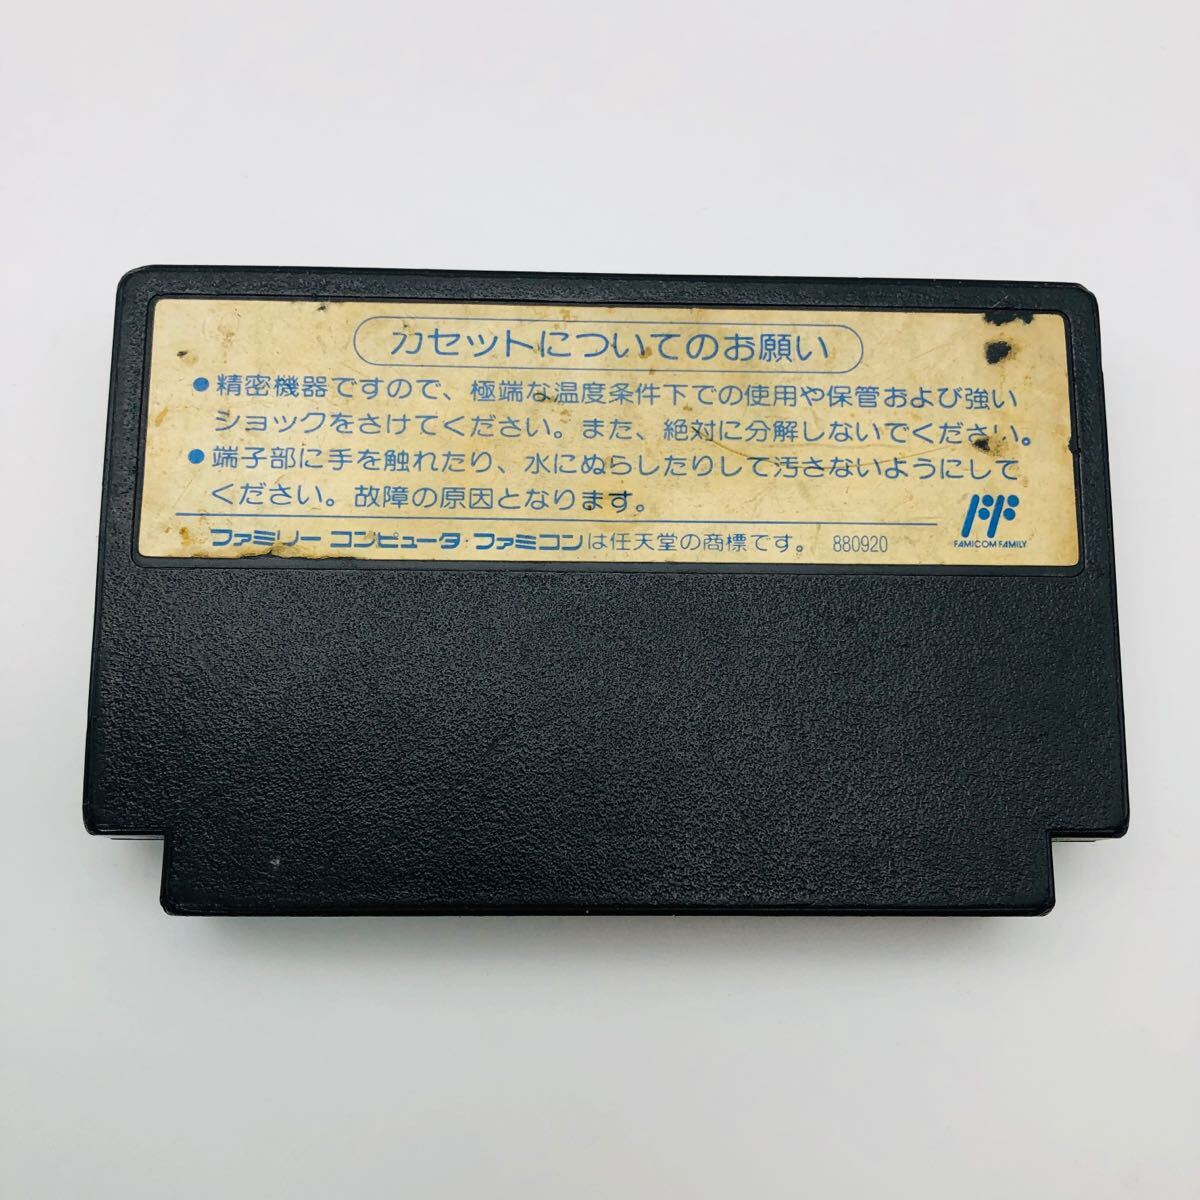 カセットについてのお願い
●精密機器ですので、極端な温度条件下での使用や保管および強い
ショックをさけてください。また、絶対に分解しないでください。
●端子部に手を触れたり、水にぬらしたりして汚さないようにして
ください。故障の原因となります。
ファミリーコンピュータ・ファミコンは任天堂の商標です。 880920
FAMICOM FAMILY